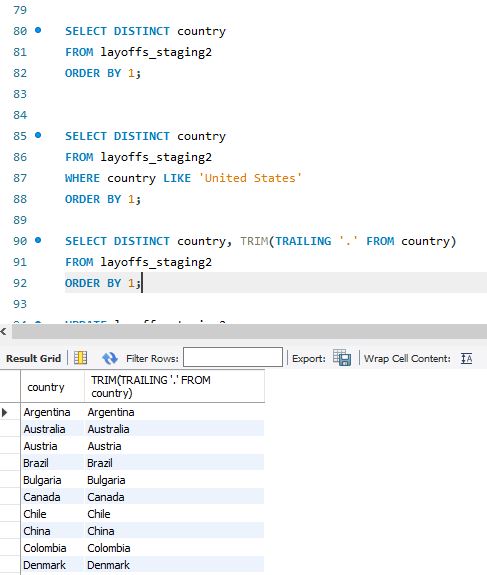 79
80 SELECT DISTINCT country
81 FROM layoffs_staging2
82 ORDER BY 1;
83
84
85 SELECT DISTINCT country
86 FROM layoffs_staging2
87 WHERE country LIKE 'United States'
88 ORDER BY 1;
89
90 SELECT DISTINCT country, TRIM(TRAILING '.' FROM country)
91 FROM layoffs_staging2
92 ORDER BY 1;
93
Result Grid Filter Rows: Export: Wrap Cell Content:
country TRIM(TRAILING '.' FROM
country)
Argentina Argentina
Australia Australia
Austria Austria
Brazil Brazil
Bulgaria Bulgaria
Canada Canada
Chile Chile
China China
Colombia Colombia
Denmark Denmark